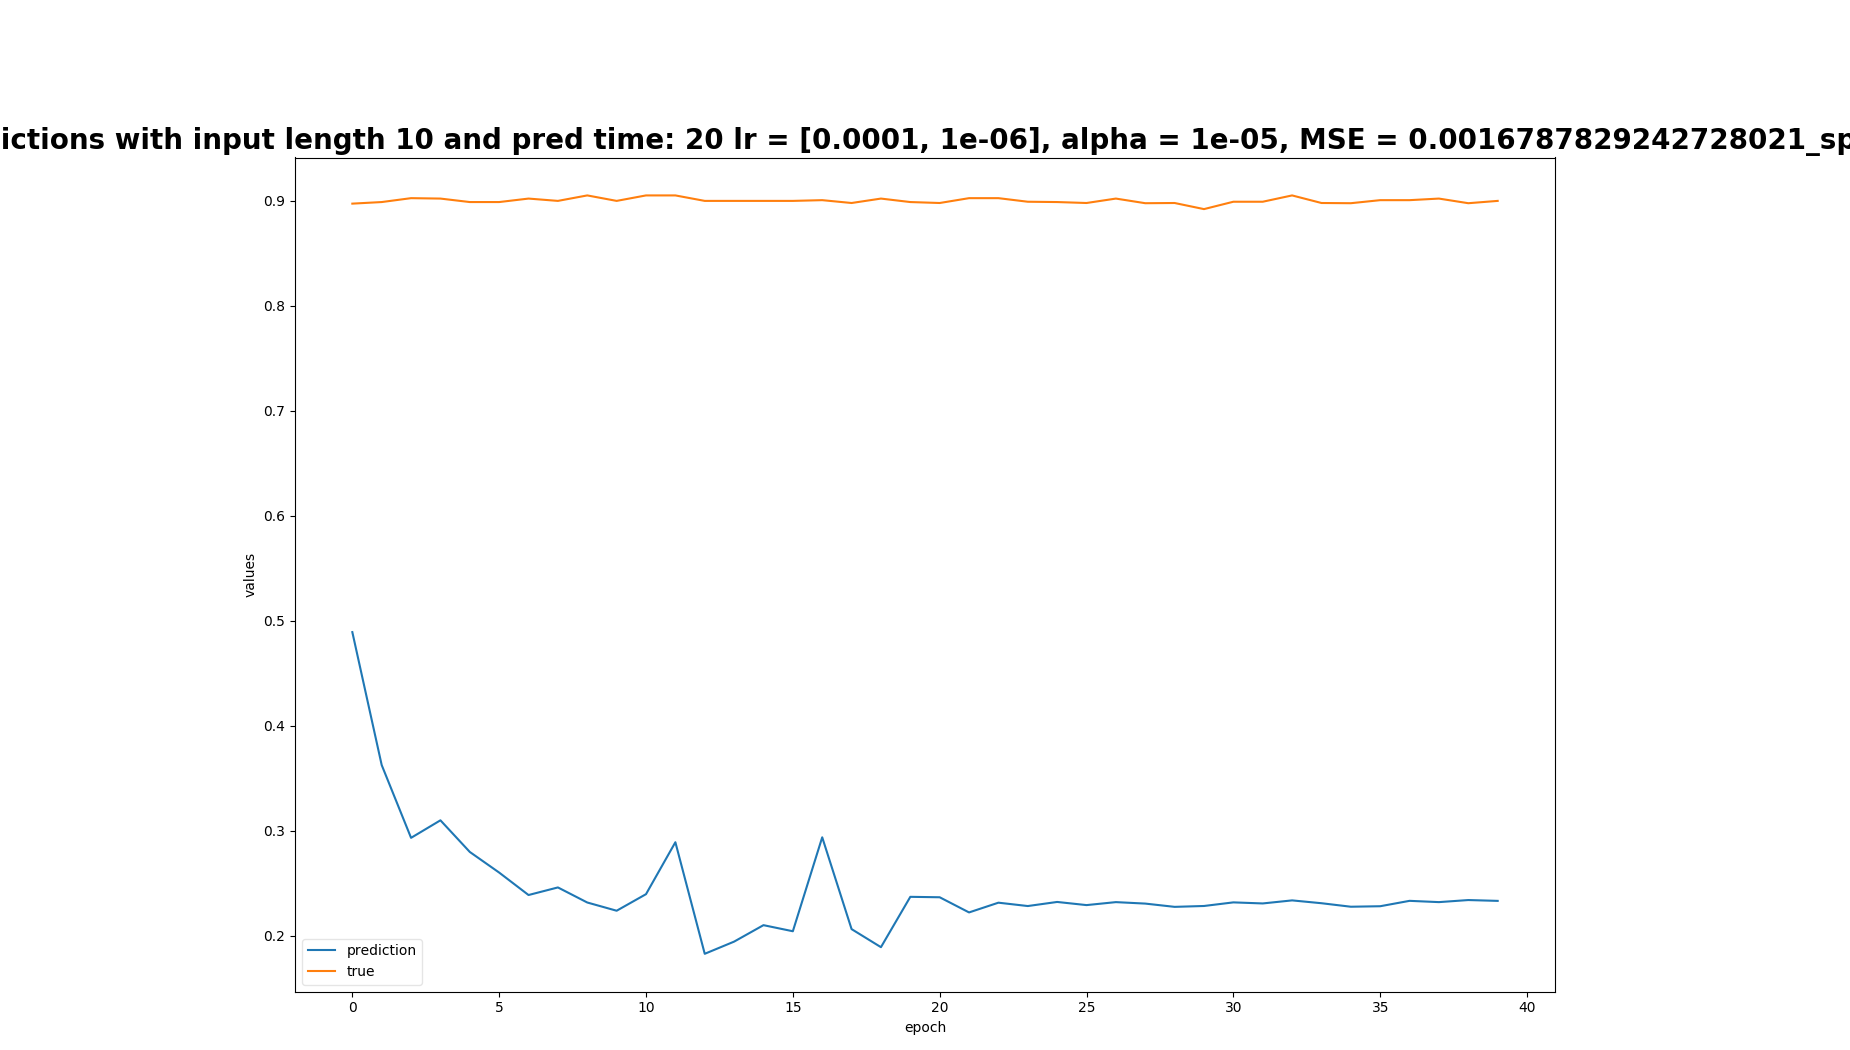 ictions with input length 10 and pred time: 20 lr = [0.0001, 1e-06], alpha = 1e-05, MSE = 0.0016787829242728021_sp
0.9
0.8
0.7
0.6
0.5
0.4
0.3
0.2
values
prediction
true
0 5 10 15 20 25 30 35 40
epoch